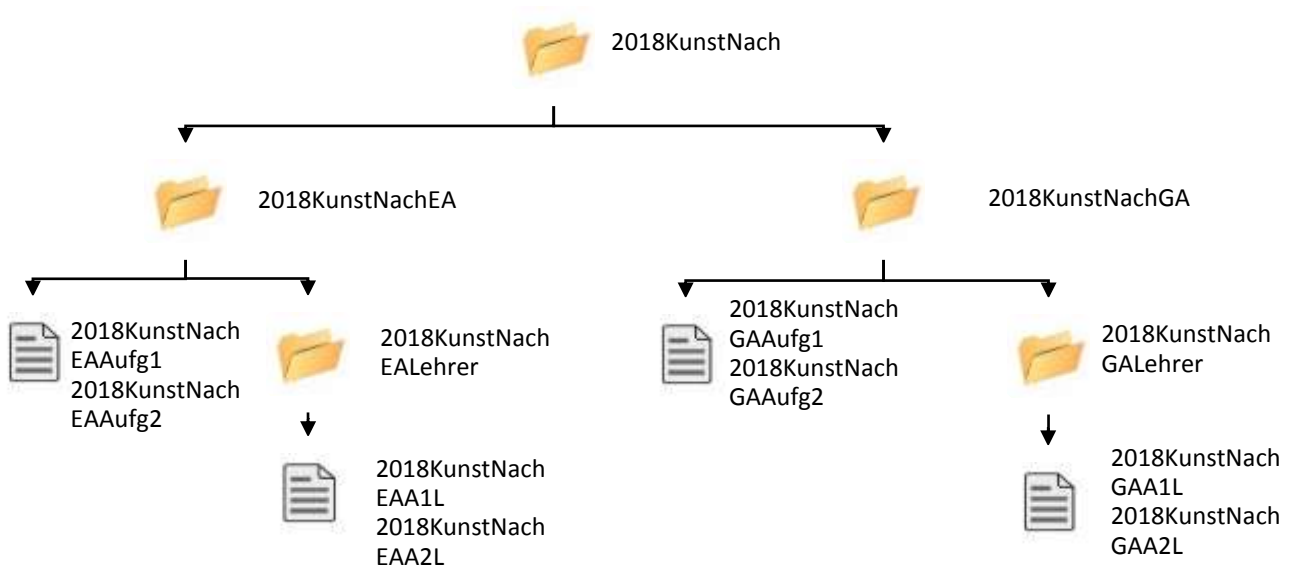 2018KunstNach
2018KunstNachEA
2018KunstNachGA
2018KunstNach
EAAufg1
2018KunstNach
EAAufg2
2018KunstNach
EALehrer
2018KunstNach
GAAufg1
2018KunstNach
GAAufg2
2018KunstNach
GALehrer
2018KunstNach
EAA1L
2018KunstNach
EAA2L
2018KunstNach
GAA1L
2018KunstNach
GAA2L